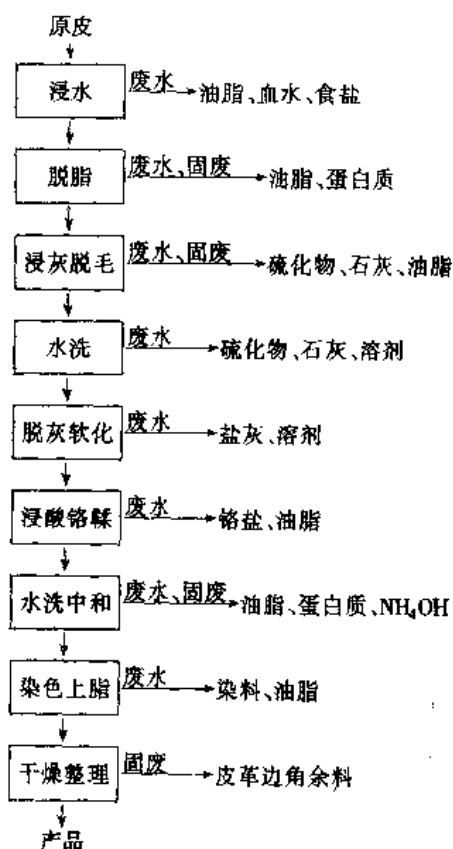 原皮
浸水 废水 油脂、血水、食盐
脱脂 废水、固废 油脂、蛋白质
浸灰脱毛 废水、固废 硫化物、石灰、油脂
水洗 废水 硫化物、石灰、溶剂
脱灰软化 废水 盐灰、溶剂
浸酸铬鞣 废水 铬盐、油脂
水洗中和 废水、固废 油脂、蛋白质、NH₄OH
染色上脂 废水 染料、油脂
干燥整理 固废 皮革边角余料
产品